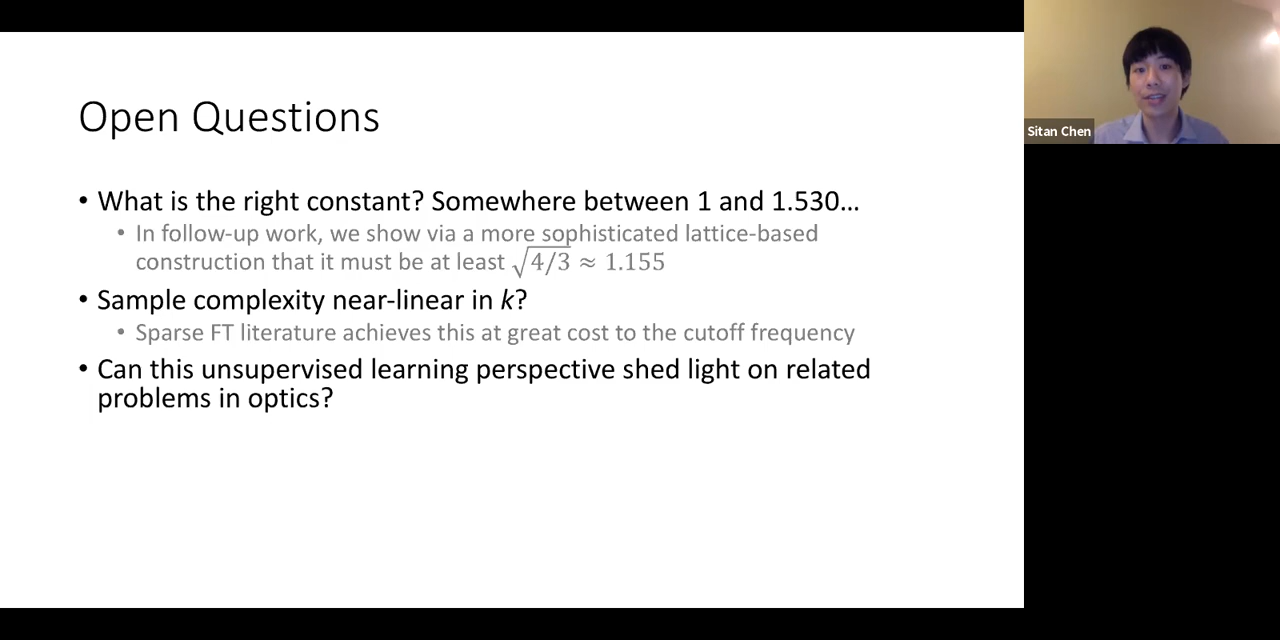 Open Questions
• What is the right constant? Somewhere between 1 and 1.530…
• In follow-up work, we show via a more sophisticated lattice-based
construction that it must be at least √4/3 ≈ 1.155
• Sample complexity near-linear in k?
• Sparse FT literature achieves this at great cost to the cutoff frequency
• Can this unsupervised learning perspective shed light on related
problems in optics?
Sitan Chen